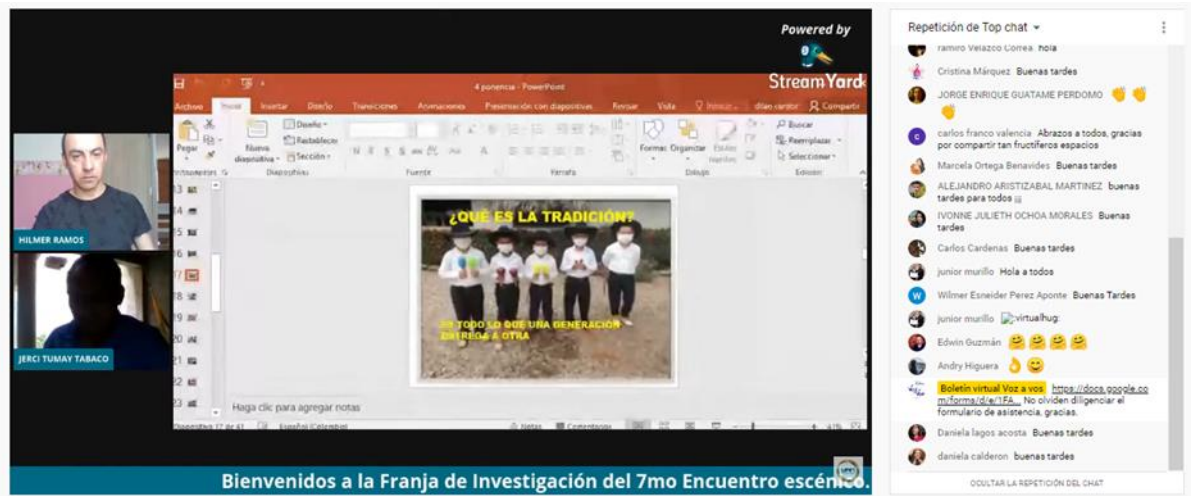 Powered by
StreamYard
4 ponencia - PowerPoint
Archivo Inicio Insertar Diseño Transiciones Animaciones Presentación con diapositivas Revisar Vista Compartir
Pegar
Nueva
diapositiva
Diseño
Restablecer
Sección
Formas Organizar Estilos
Buscar
Reemplazar
Seleccionar
Diapositivas Fuente Párrafo Dibujo Edición
HILMER RAMOS
JERCI TUMAY TABACO
¿QUÉ ES LA TRADICIÓN?
ES TODO LO QUE UNA GENERACIÓN
ENTREGA A OTRA
Haga clic para agregar notas
Diapositiva 17 de 41 Español (Colombia) Notas Comentarios 41%
Bienvenidos a la Franja de Investigación del 7mo Encuentro escénico.
Repetición de Top chat
ramiro Velazco Correa hola
Cristina Márquez Buenas tardes
JORGE ENRIQUE GUATAME PERDOMO 👏 👏
👏
carlos franco valencia Abrazos a todos, gracias
por compartir tan fructíferos espacios
Marcela Ortega Benavides Buenas tardes
ALEJANDRO ARISTIZABAL MARTINEZ buenas
tardes para todos
IVONNE JULIETH OCHOA MORALES Buenas
tardes
Carlos Cardenas Buenas tardes
junior murillo Hola a todos
W Wilmer Esneider Perez Aponte Buenas Tardes
junior murillo :virtualhug:
Edwin Guzmán 🤗 🤗 🤗 🤗
Andry Higuera 👌 😊
Boletín virtual Voz a vos https://docs.google.co
m/forms/d/e/1FA... No olviden diligenciar el
formulario de asistencia, gracias.
Daniela lagos acosta Buenas tardes
daniela calderon buenas tardes
OCULTAR LA REPETICIÓN DEL CHAT